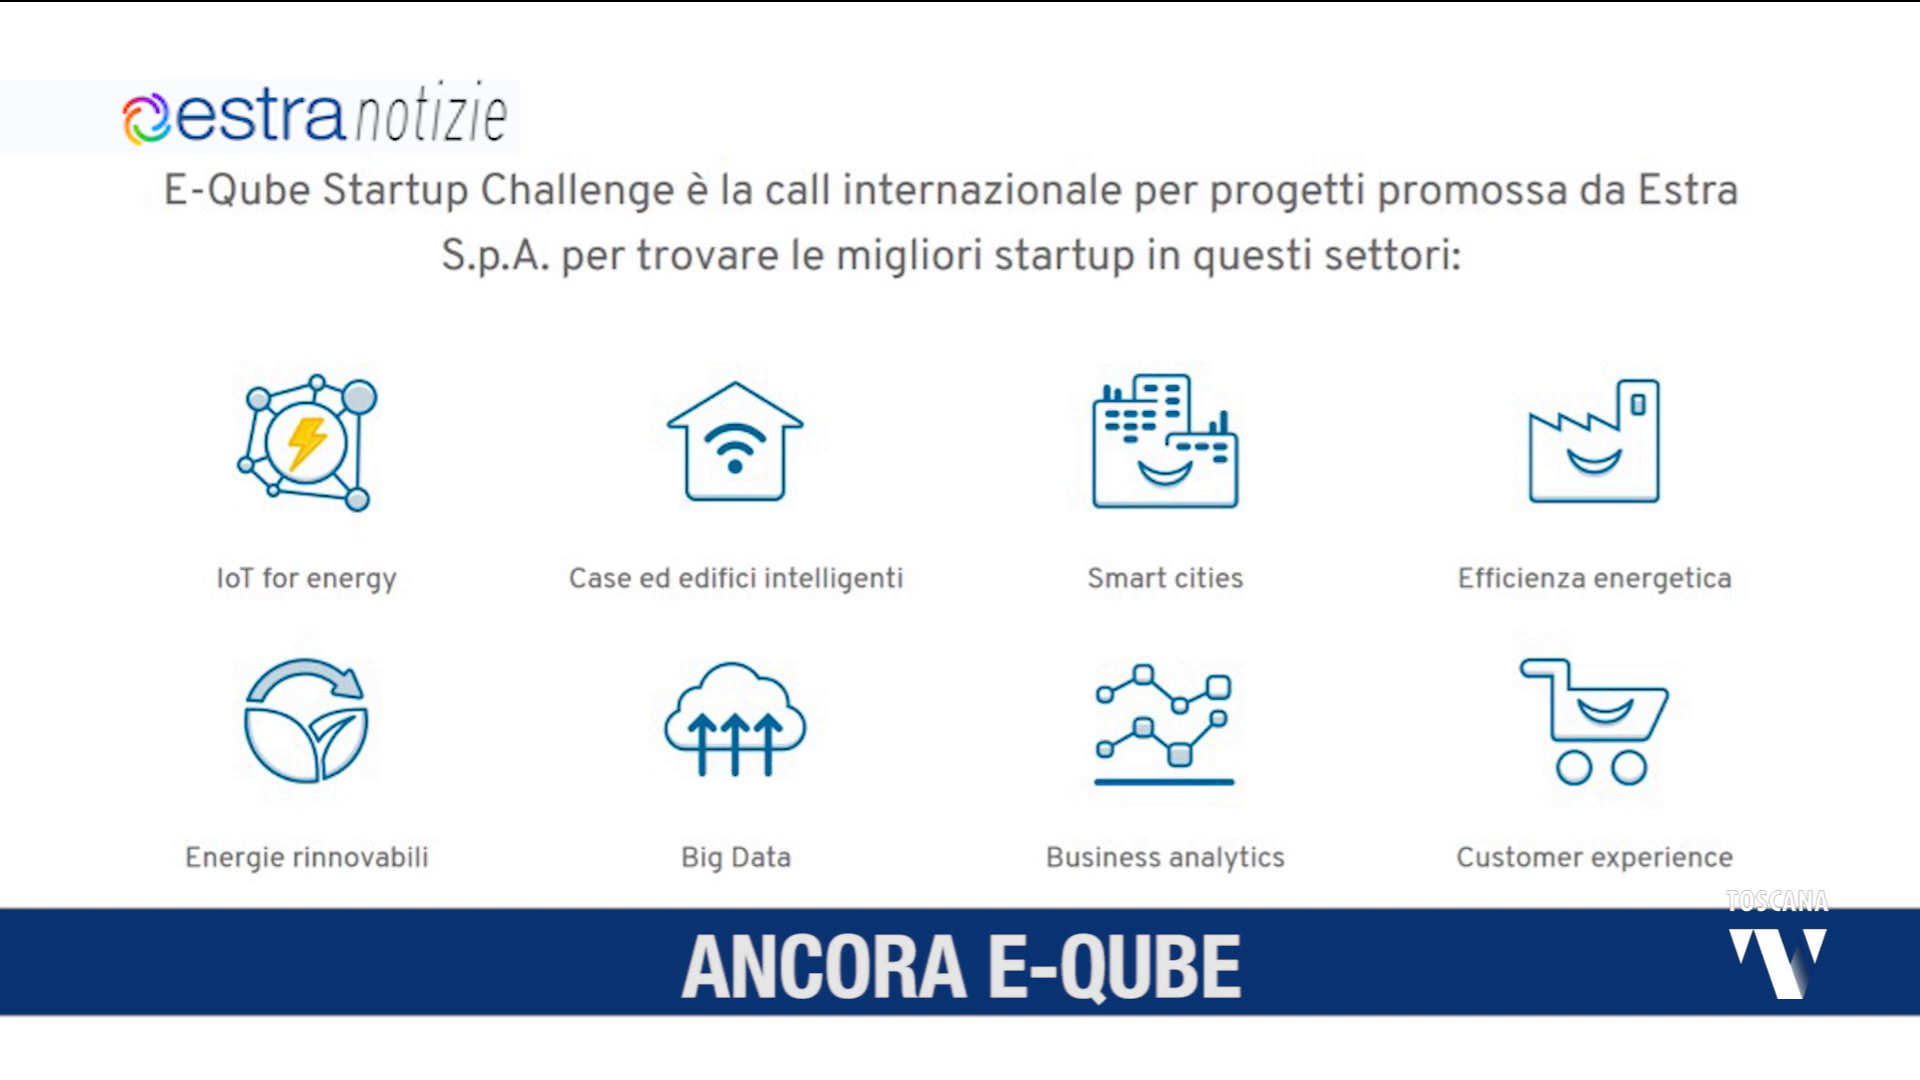 estra notizie
E-Qube Startup Challenge è la call internazionale per progetti promossa da Estra
S.p.A. per trovare le migliori startup in questi settori:
IoT for energy
Case ed edifici intelligenti
Smart cities
Efficienza energetica
Energie rinnovabili
Big Data
Business analytics
Customer experience
TOSCANA
TV
ANCORA E-QUBE